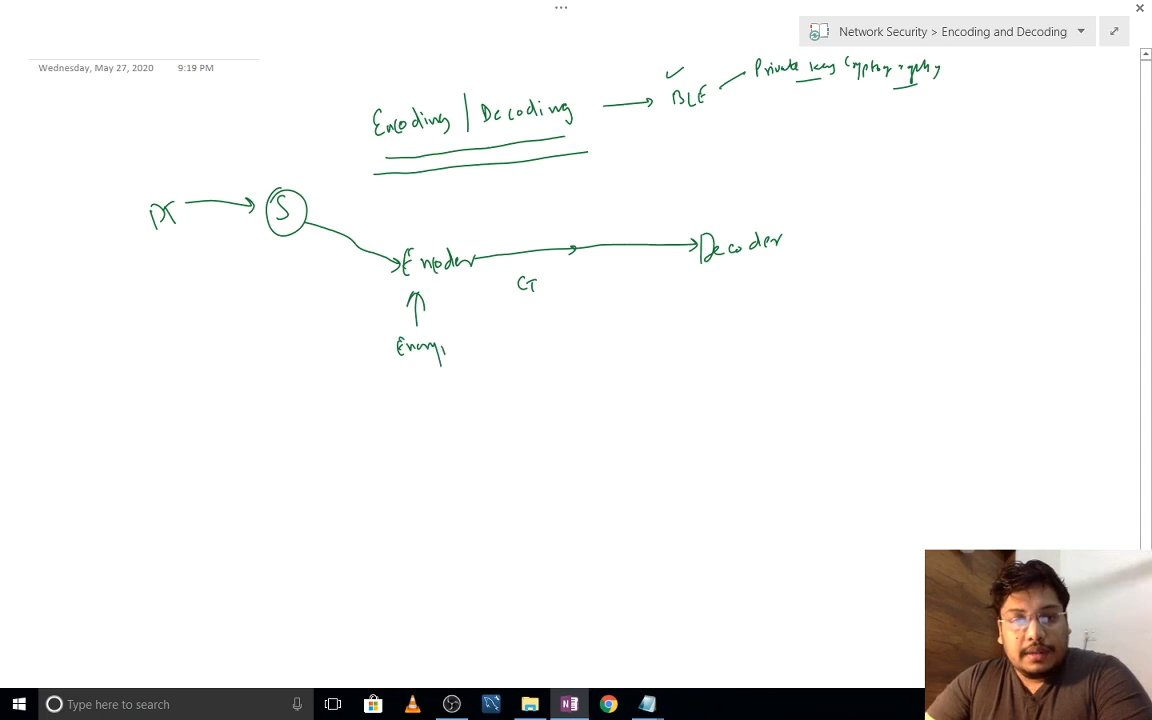 Network Security > Encoding and Decoding
Wednesday, May 27, 2020 9:19 PM
Private key Cryptography
Encoding | Decoding → BLE
PT → S
Encoder → Decoder
CT
Type here to search